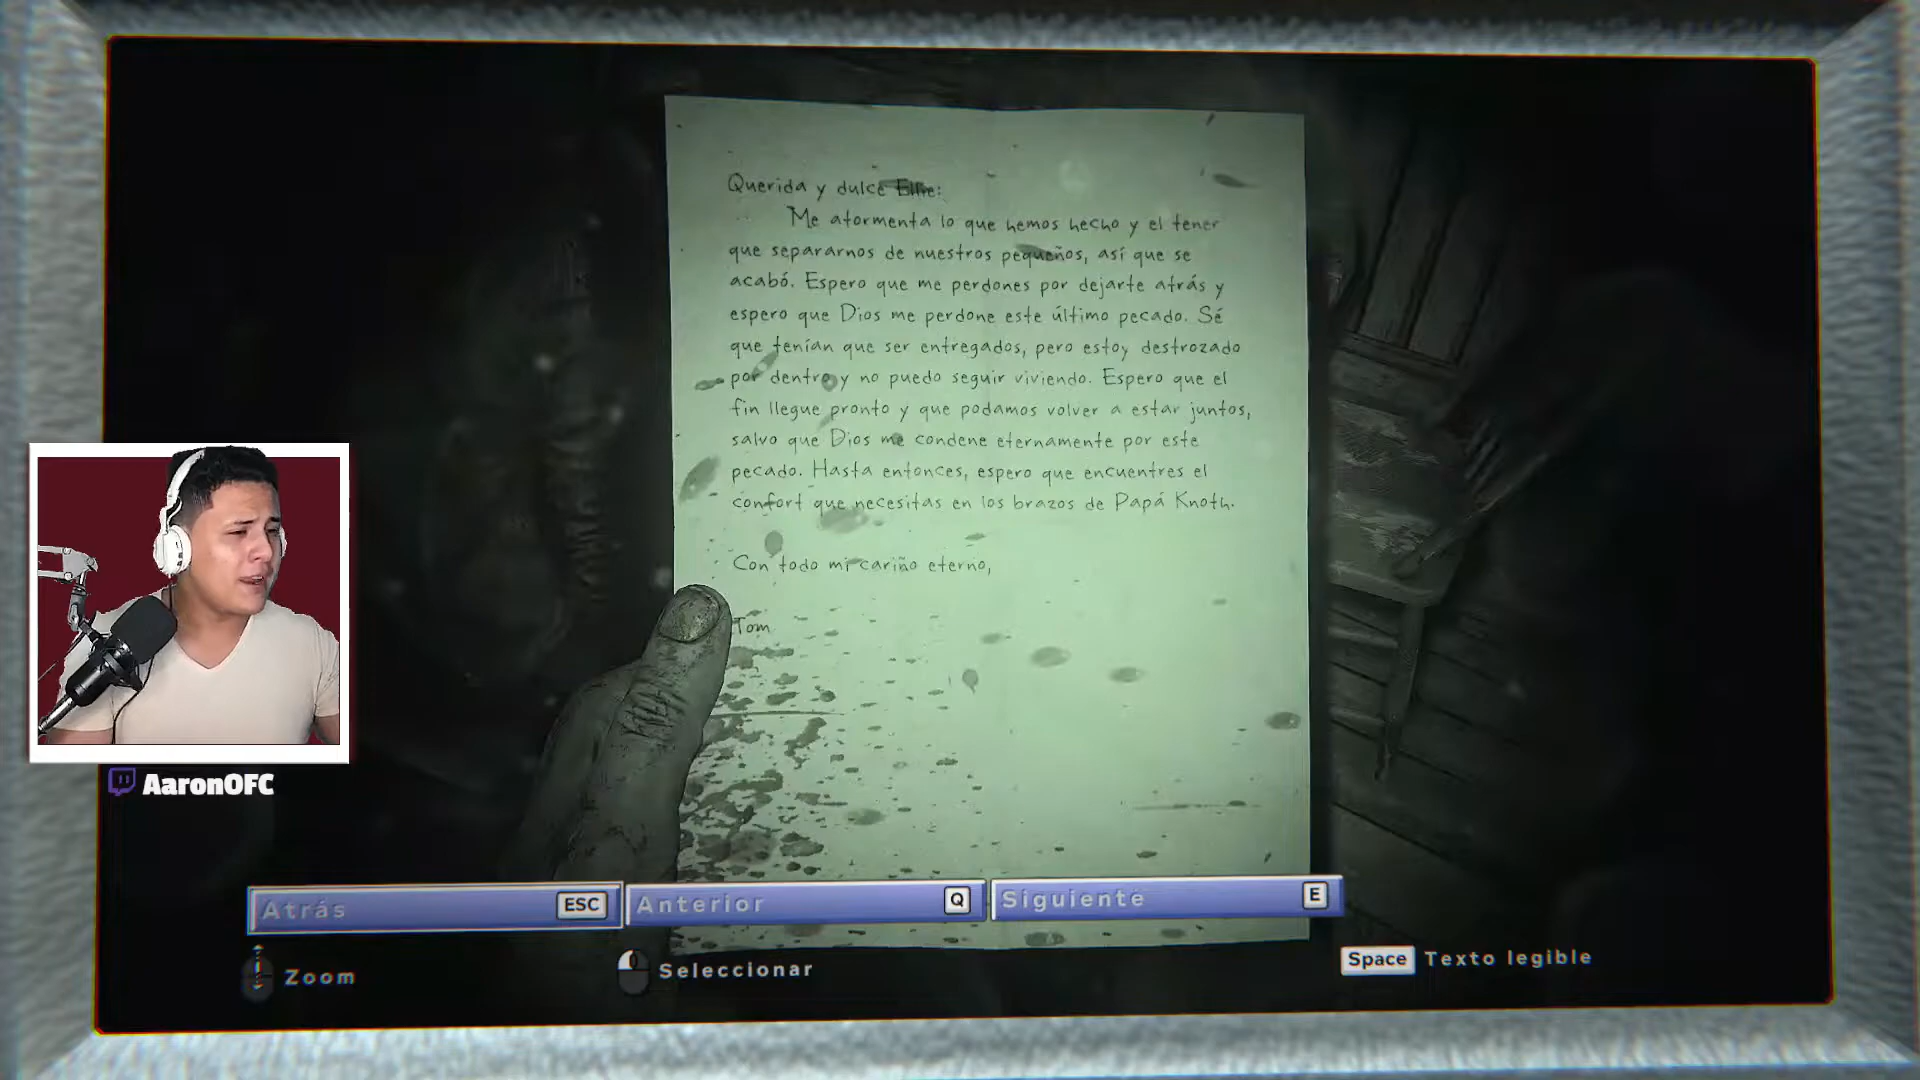 Querida y dulce Effie:
Me atormenta lo que hemos hecho y el tener
que separarnos de nuestros pequeños, así que se
acabó. Espero que me perdones por dejarte atrás y
espero que Dios me perdone este último pecado. Sé
que tenían que ser entregados, pero estoy destrozado
por dentro y no puedo seguir viviendo. Espero que el
fin llegue pronto y que podamos volver a estar juntos,
salvo que Dios me condene eternamente por este
pecado. Hasta entonces, espero que encuentres el
confort que necesitas en los brazos de Papá Knoth.
Con todo mi cariño eterno,
Tom
AaronOFC
Atrás ESC
Anterior Q
Siguiente E
Zoom
Seleccionar
Space Texto legible